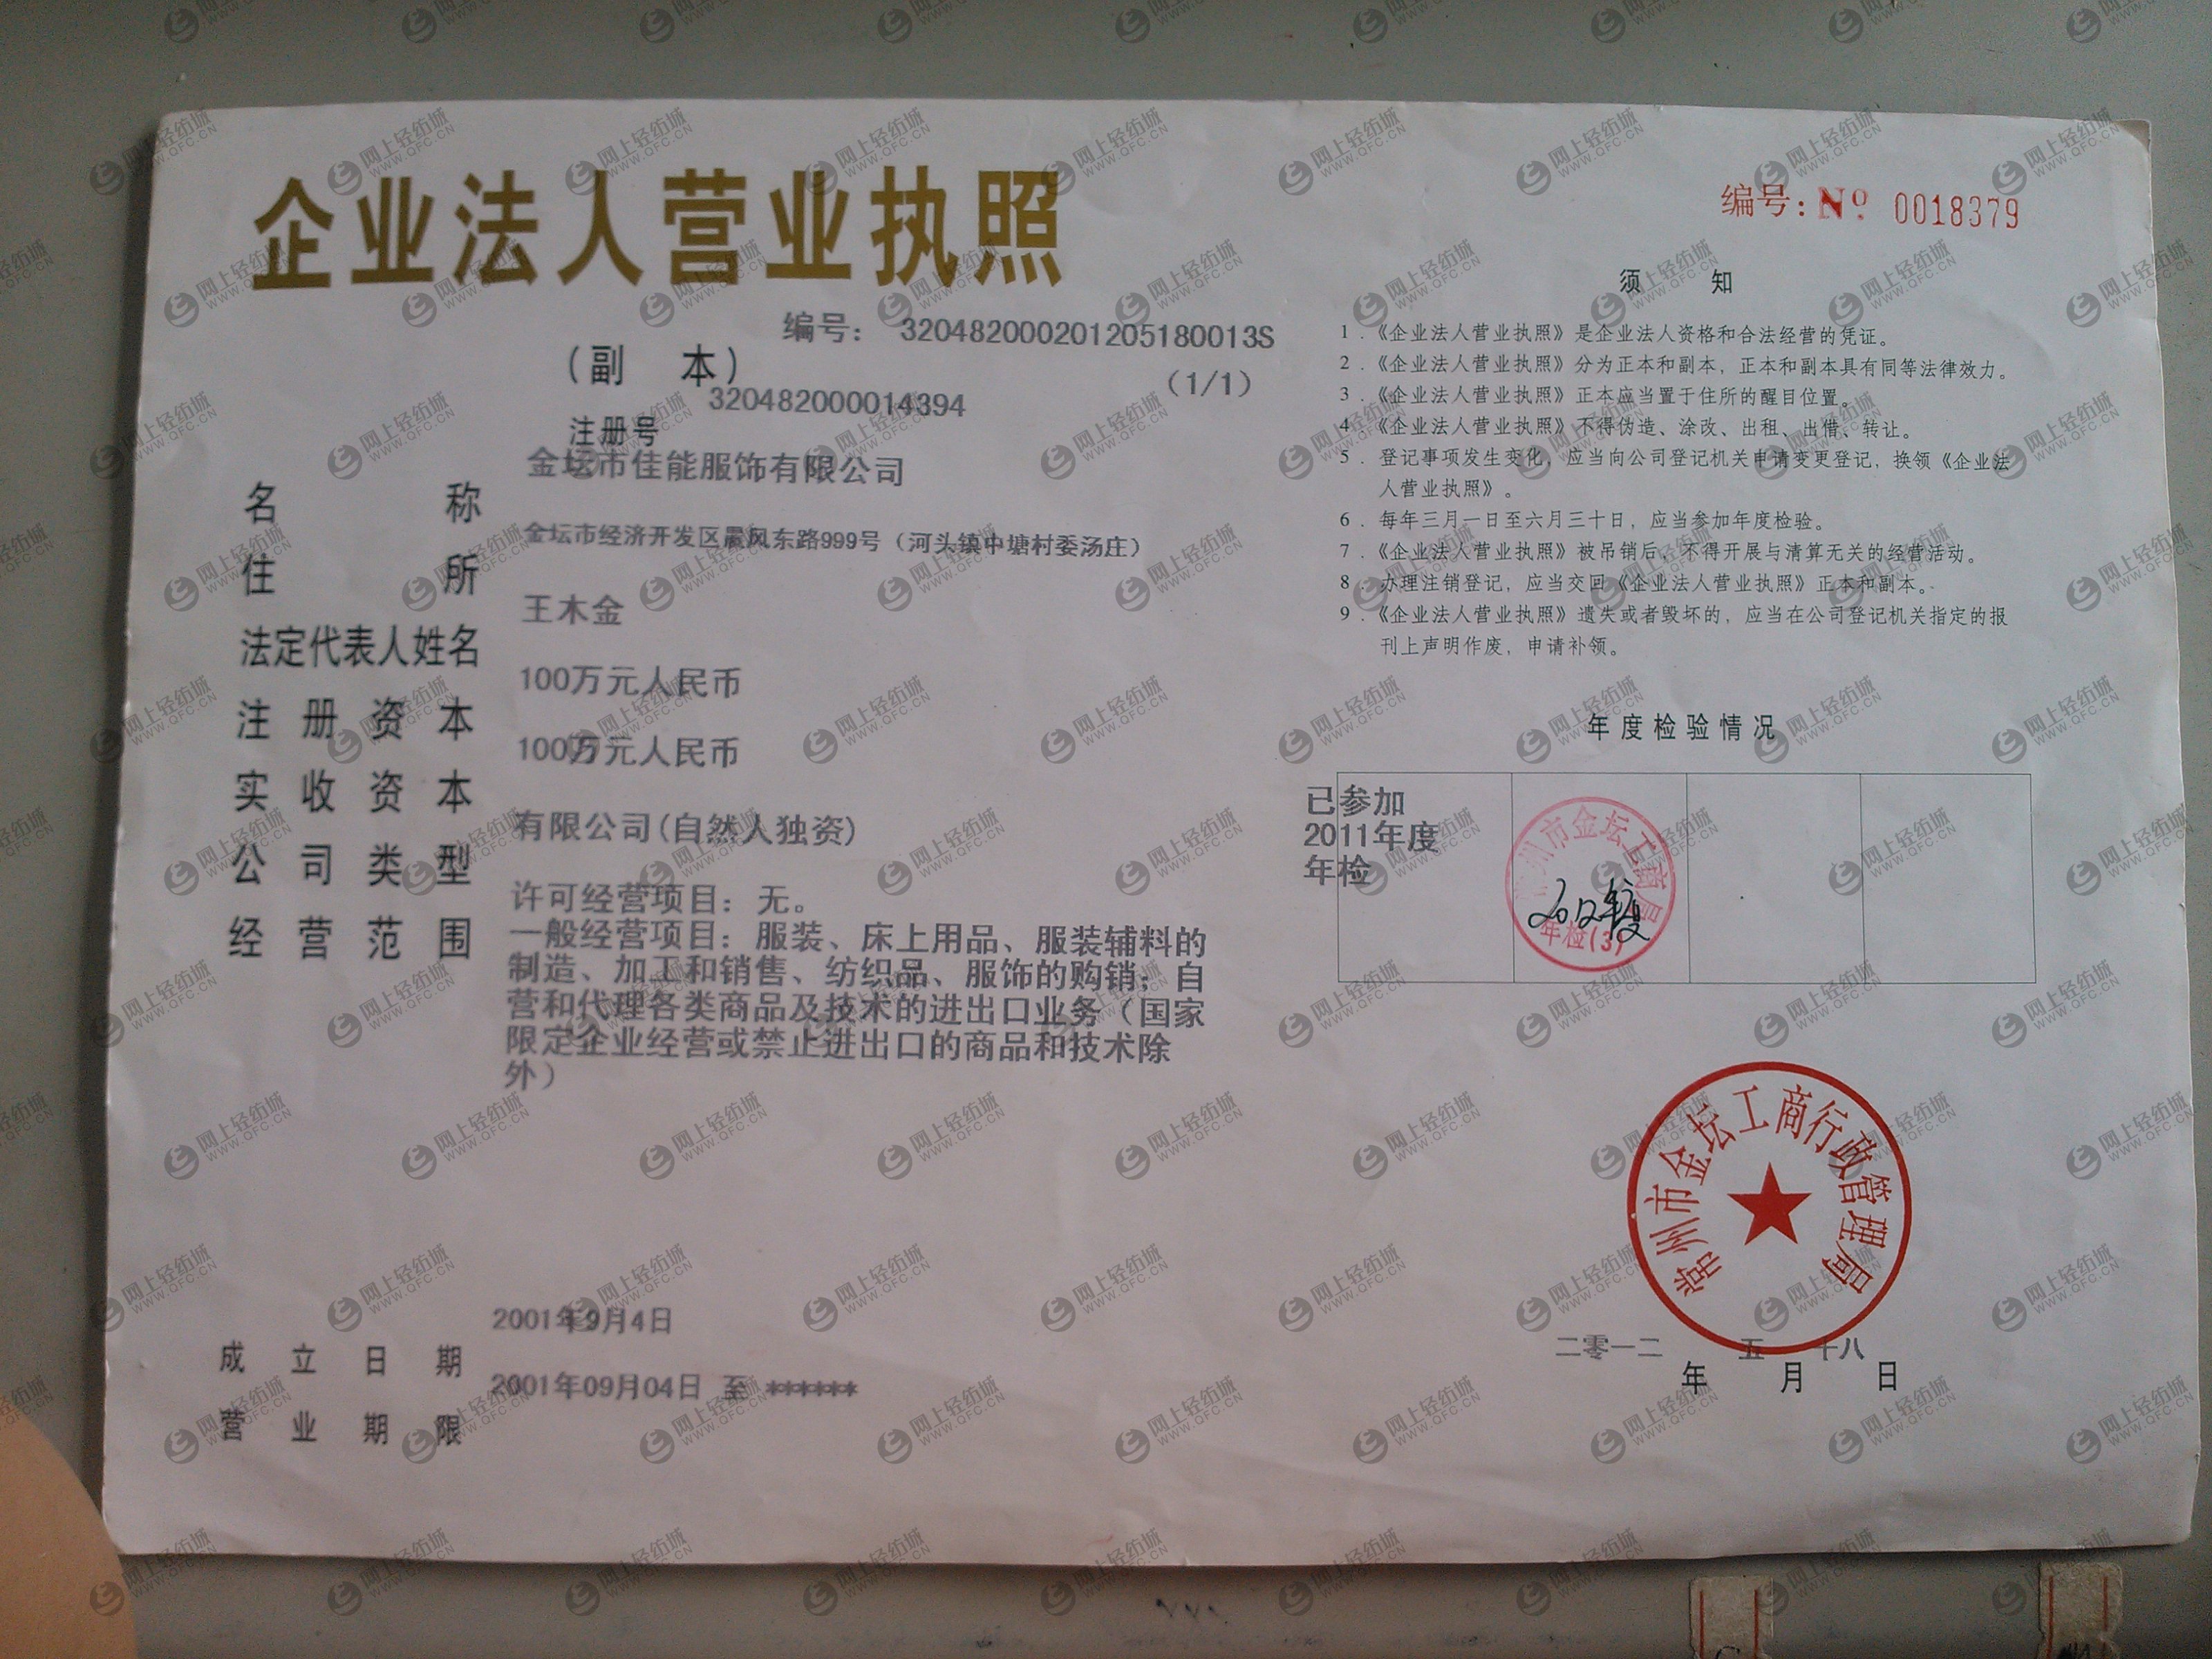 企业法人营业执照
编号： 320482000201205180013S
（副 本） （1/1）
320482000014394
注册号
金坛市佳能服饰有限公司
名称
金坛市经济开发区晨风东路999号（河头镇中塘村委汤庄）
住所
王木金
法定代表人姓名
100万元人民币
注册资本
100万元人民币
实收资本
有限公司(自然人独资)
公司类型
许可经营项目：无。
经营范围
一般经营项目：服装、床上用品、服装辅料的
制造、加工和销售、纺织品、服饰的购销；自
营和代理各类商品及技术的进出口业务（国家
限定企业经营或禁止进出口的商品和技术除
外）
2001年9月4日
成立日期
2001年09月04日 至 ******
营业期限
编号：No 0018379
须知
1．《企业法人营业执照》是企业法人资格和合法经营的凭证。
2．《企业法人营业执照》分为正本和副本，正本和副本具有同等法律效力。
3．《企业法人营业执照》正本应当置于住所的醒目位置。
4．《企业法人营业执照》不得伪造、涂改、出租、出借、转让。
5．登记事项发生变化，应当向公司登记机关申请变更登记，换领《企业法
人营业执照》。
6．每年三月一日至六月三十日，应当参加年度检验。
7．《企业法人营业执照》被吊销后，不得开展与清算无关的经营活动。
8．办理注销登记，应当交回《企业法人营业执照》正本和副本。
9．《企业法人营业执照》遗失或者毁坏的，应当在公司登记机关指定的报
刊上声明作废，申请补领。
年度检验情况
已参加
2011年度
年检
常州市金坛工商局
2012年度
年检(3)
常州市金坛工商行政管理局
二零一二 五 十八
年 月 日
网上轻纺城
WWW.QFC.CN